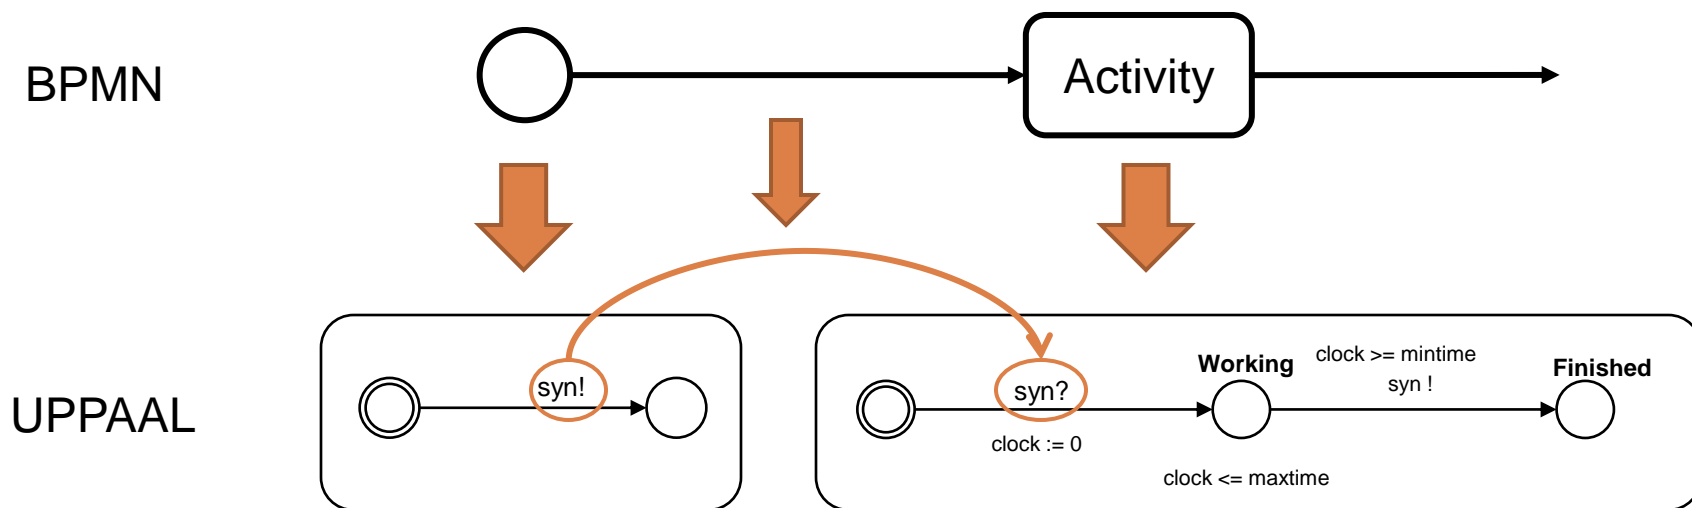 BPMN
Activity
UPPAAL
syn!
syn?
clock := 0
Working
clock <= maxtime
clock >= mintime
syn !
Finished